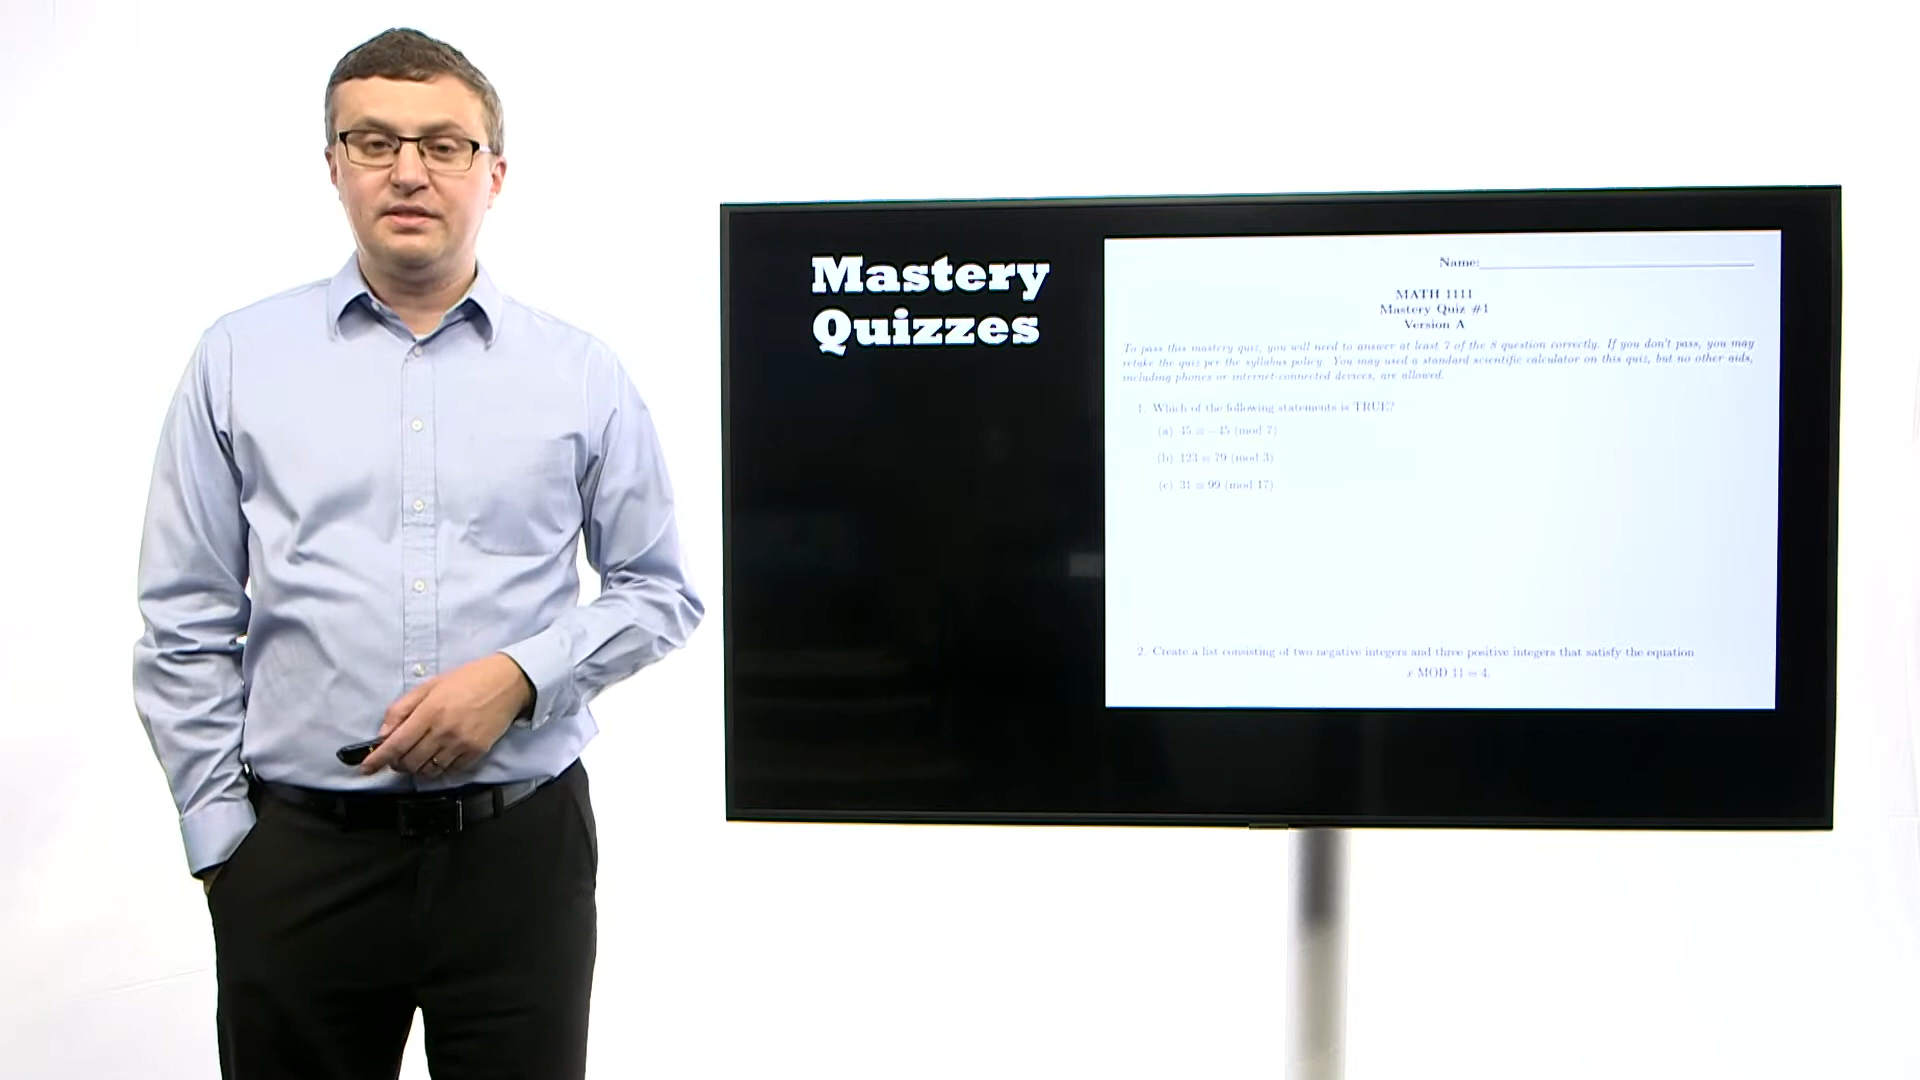 Mastery
Quizzes
Name:
MATH 1111
Mastery Quiz #1
Version A
To pass this mastery quiz, you will need to answer at least 7 of the 8 question correctly. If you don't pass, you may
retake the quiz per the syllabus policy. You may used a standard scientific calculator on this quiz, but no other aids,
including phones or internet-connected devices, are allowed.
1. Which of the following statements is TRUE?
(a) 45 ≡ −45 (mod 7)
(b) 123 ≡ 79 (mod 3)
(c) 31 ≡ 99 (mod 17)
2. Create a list consisting of two negative integers and three positive integers that satisfy the equation
x MOD 11 = 4.